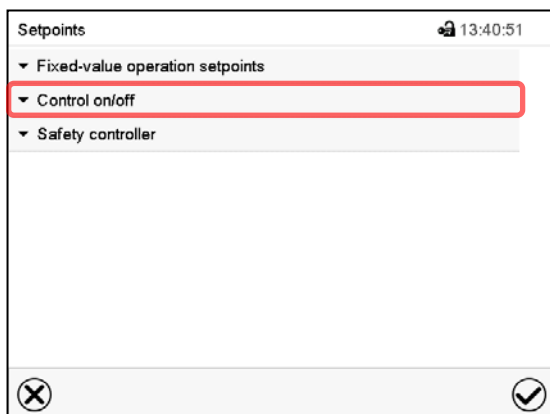 Setpoints 13:40:51
Fixed-value operation setpoints
Control on/off
Safety controller